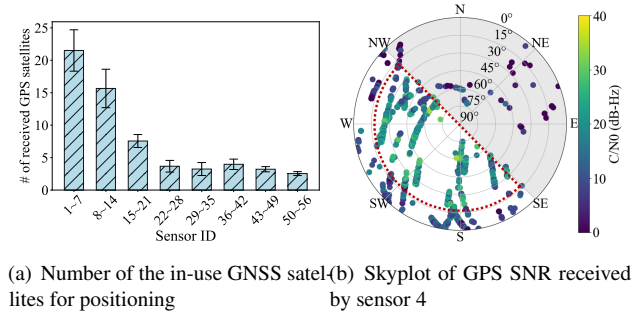 # of received GPS satellites
25
20
15
10
5
0
1~7
8~14
15~21
22~28
29~35
36~42
43~49
50~56
Sensor ID
N
NE
E
SE
S
SW
W
NW
0°
15°
30°
45°
60°
75°
90°
40
30
20
10
0
C/N0 (dB-Hz)
(a) Number of the in-use GNSS satel-
lites for positioning
(b) Skyplot of GPS SNR received
by sensor 4